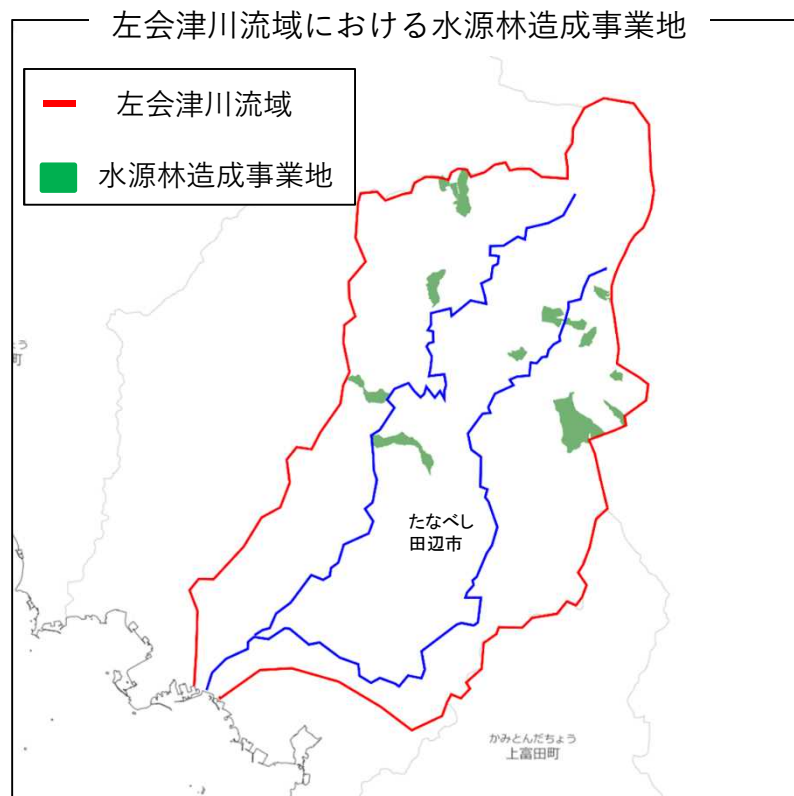 左会津川流域における水源林造成事業地
左会津川流域
水源林造成事業地
う
町
たなべし
田辺市
かみとんだちょう
上富田町